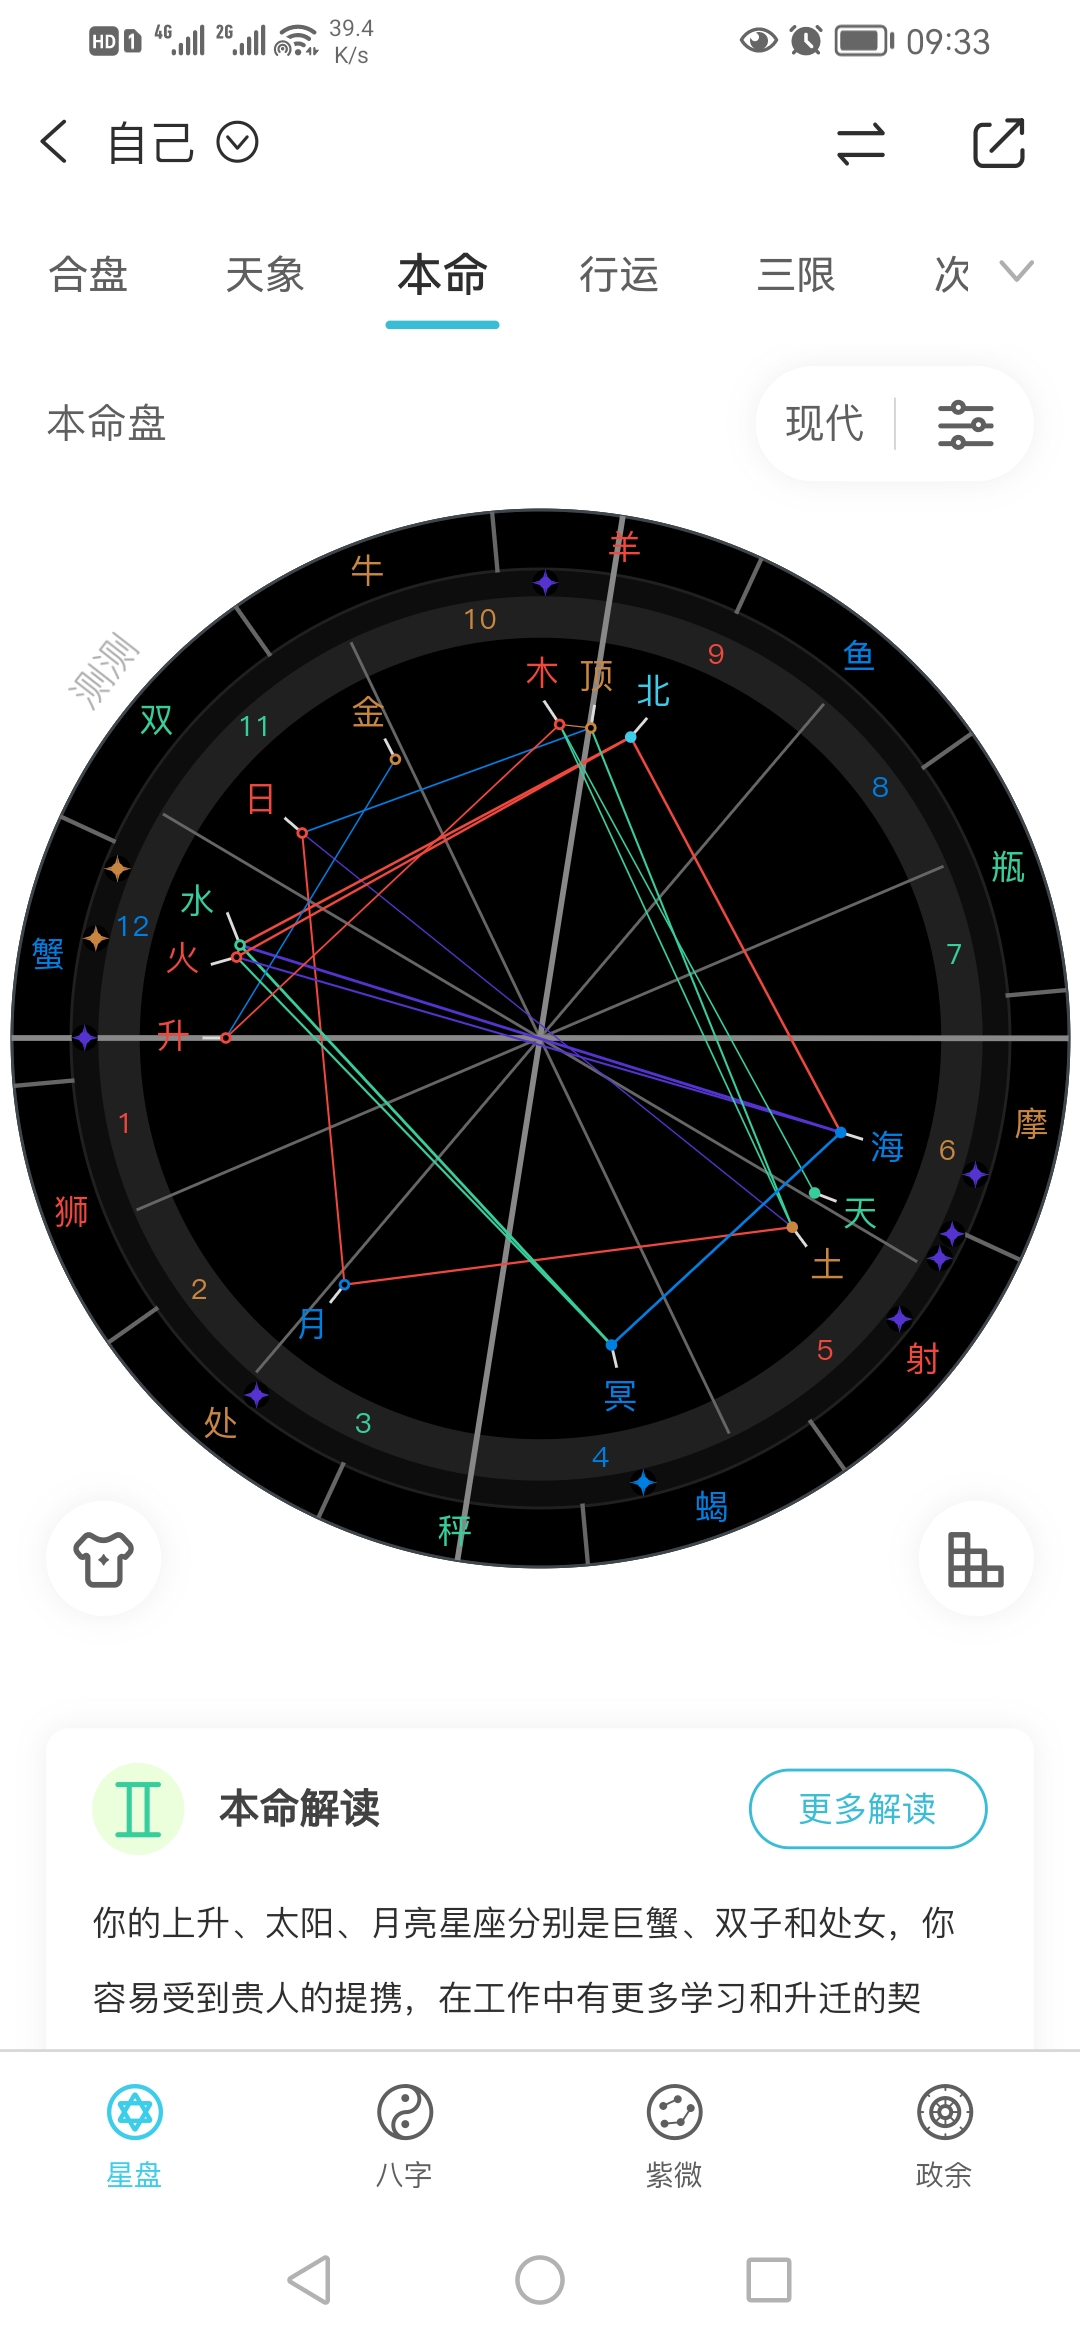 HD 1 4G 2G 39.4 K/s 09:33
自己
合盘 天象 本命 行运 三限 次
本命盘 现代
测测
羊
牛
10
9
鱼
木 顶 北
金
双 11
8
日
瓶
水
12
蟹 火
7
升
1
摩
海 6
狮
天
土
2
月
5
射
冥
处
3
4
蝎
秤
本命解读 更多解读
你的上升、太阳、月亮星座分别是巨蟹、双子和处女，你
容易受到贵人的提携，在工作中有更多学习和升迁的契
星盘 八字 紫微 政余